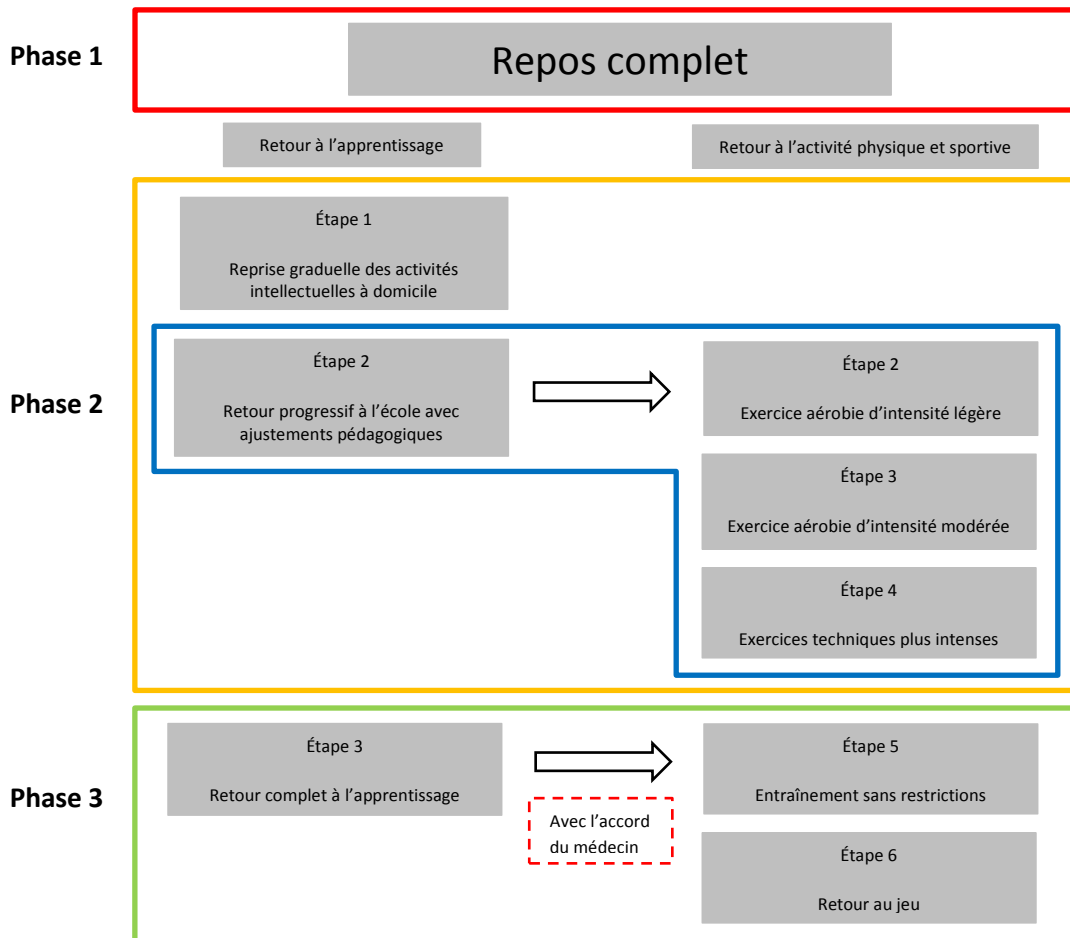 Phase 1
Repos complet
Retour à l’apprentissage
Retour à l’activité physique et sportive
Phase 2
Étape 1
Reprise graduelle des activités
intellectuelles à domicile
Étape 2
Retour progressif à l’école avec
ajustements pédagogiques
Étape 2
Exercice aérobie d’intensité légère
Étape 3
Exercice aérobie d’intensité modérée
Étape 4
Exercices techniques plus intenses
Phase 3
Étape 3
Retour complet à l’apprentissage
Avec l’accord
du médecin
Étape 5
Entraînement sans restrictions
Étape 6
Retour au jeu